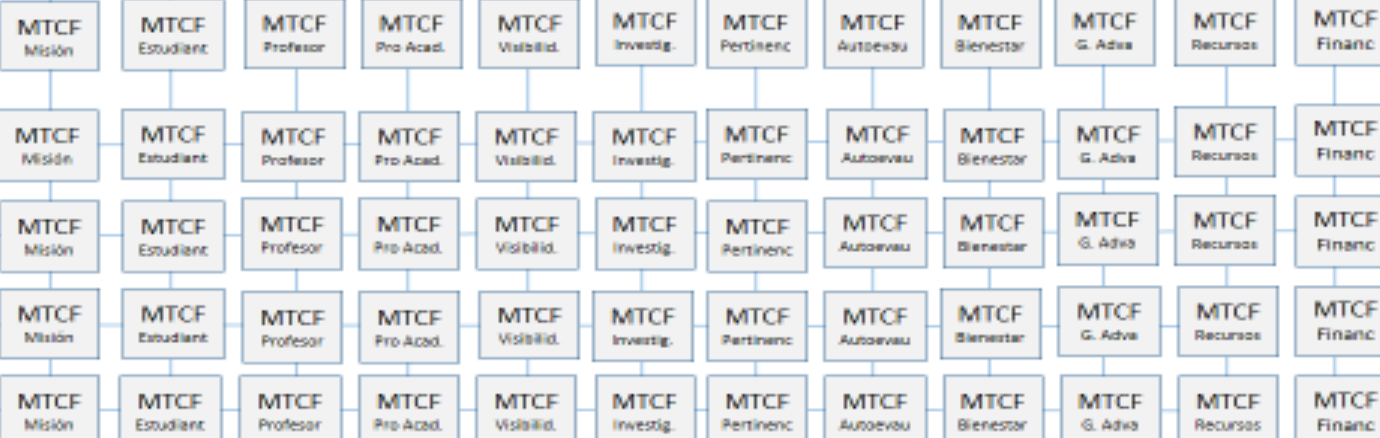 MTCF MTCF MTCF MTCF MTCF MTCF MTCF MTCF MTCF MTCF MTCF MTCF
Misión Estudiant Profesor Pro Acad. Visibilid. Investig. Pertinenc Autoevau Bienestar G. Adva Recursos Financ
MTCF MTCF MTCF MTCF MTCF MTCF MTCF MTCF MTCF MTCF MTCF MTCF
Misión Estudiant Profesor Pro Acad. Visibilid. Investig. Pertinenc Autoevau Bienestar G. Adva Recursos Financ
MTCF MTCF MTCF MTCF MTCF MTCF MTCF MTCF MTCF MTCF MTCF MTCF
Misión Estudiant Profesor Pro Acad. Visibilid. Investig. Pertinenc Autoevau Bienestar G. Adva Recursos Financ
MTCF MTCF MTCF MTCF MTCF MTCF MTCF MTCF MTCF MTCF MTCF MTCF
Misión Estudiant Profesor Pro Acad. Visibilid. Investig. Pertinenc Autoevau Bienestar G. Adva Recursos Financ
MTCF MTCF MTCF MTCF MTCF MTCF MTCF MTCF MTCF MTCF MTCF MTCF
Misión Estudiant Profesor Pro Acad. Visibilid. Investig. Pertinenc Autoevau Bienestar G. Adva Recursos Financ